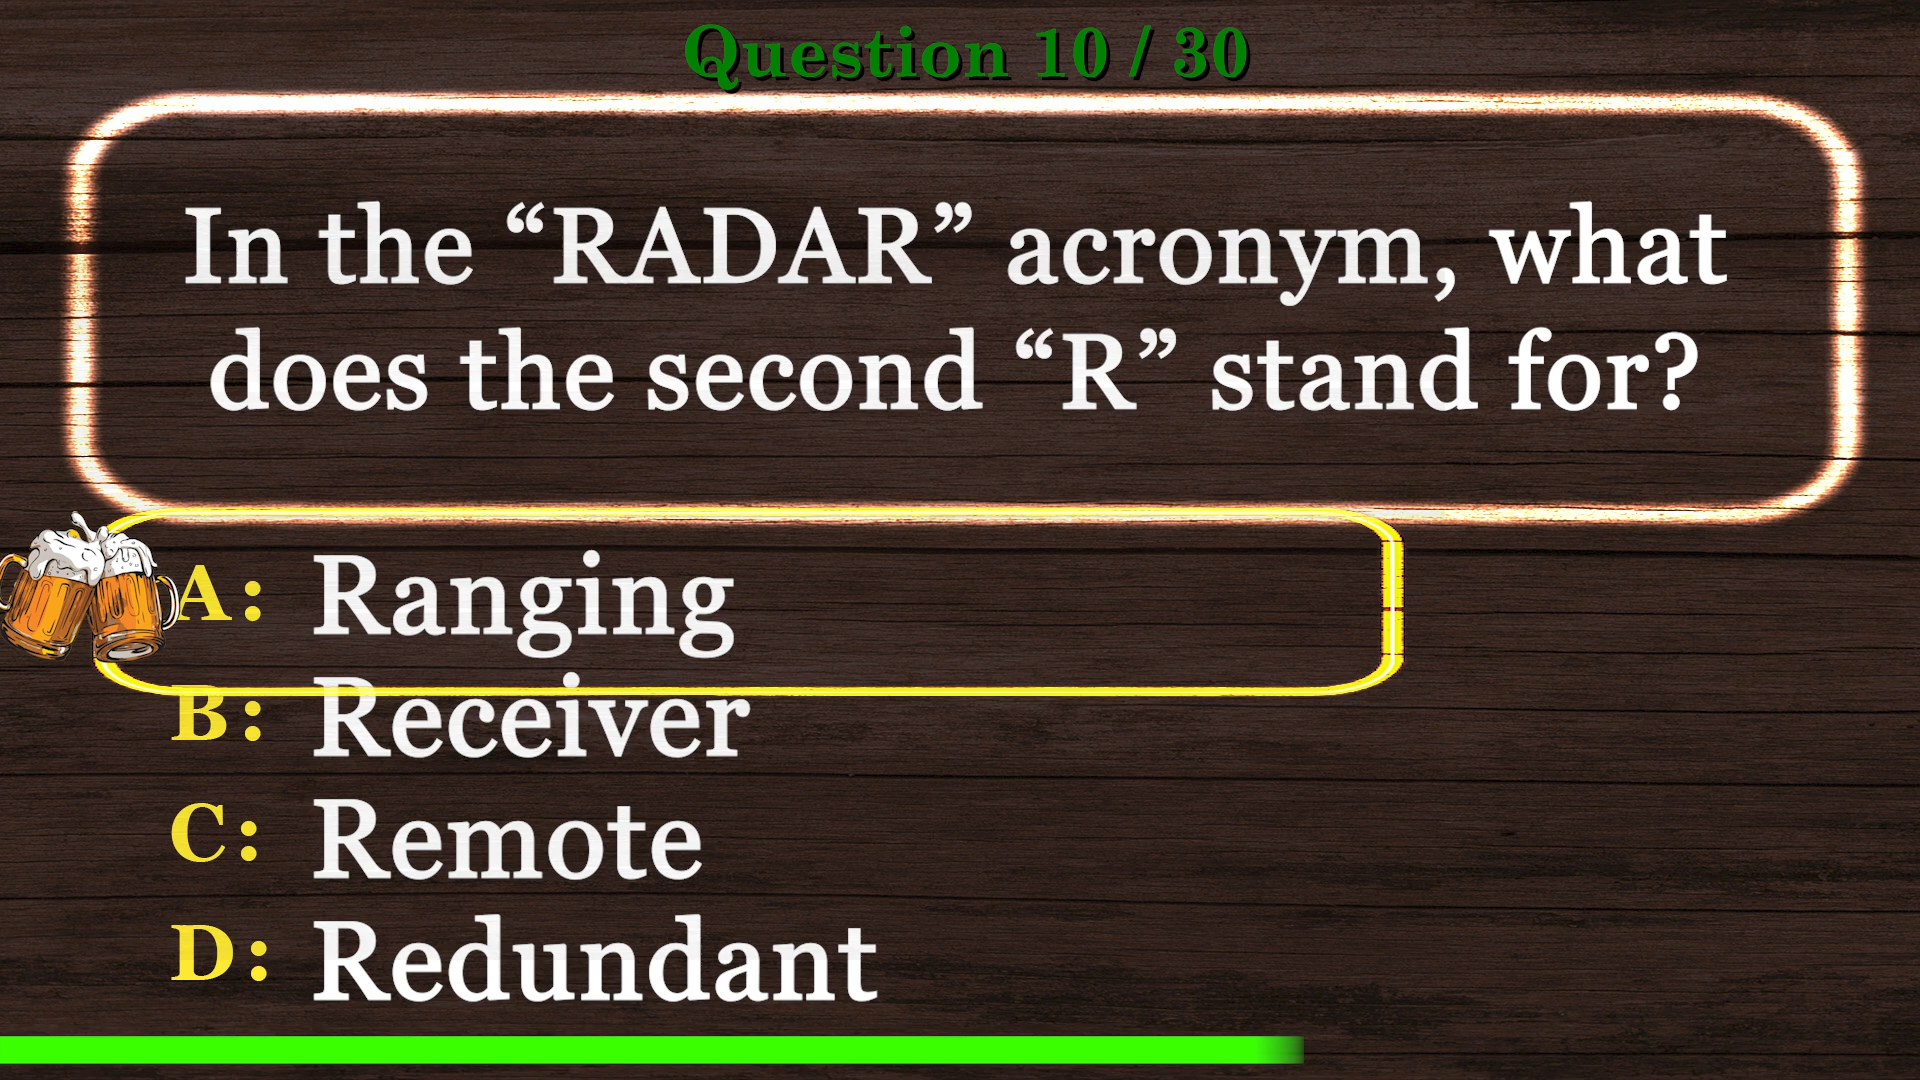 Question 10 / 30
In the “RADAR” acronym, what
does the second “R” stand for?
A: Ranging
B: Receiver
C: Remote
D: Redundant